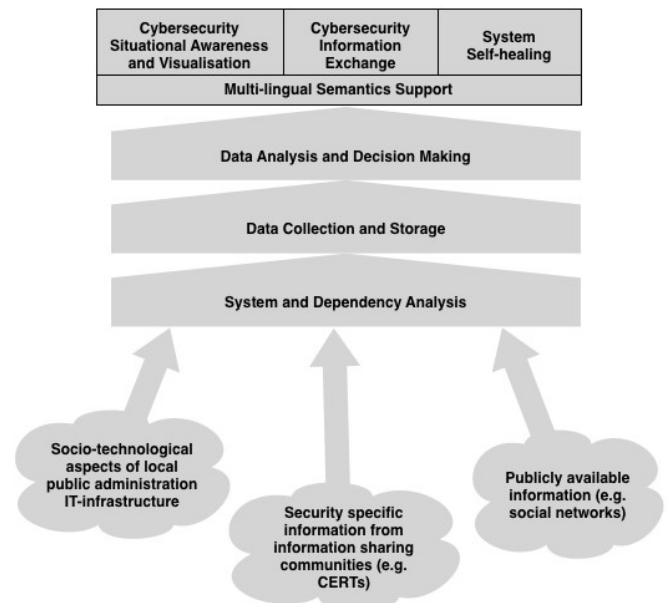 Cybersecurity
Situational Awareness
and Visualisation
Cybersecurity
Information
Exchange
System
Self-healing
Multi-lingual Semantics Support
Data Analysis and Decision Making
Data Collection and Storage
System and Dependency Analysis
Socio-technological
aspects of local
public administration
IT-infrastructure
Security specific
information from
information sharing
communities (e.g.
CERTs)
Publicly available
information (e.g.
social networks)